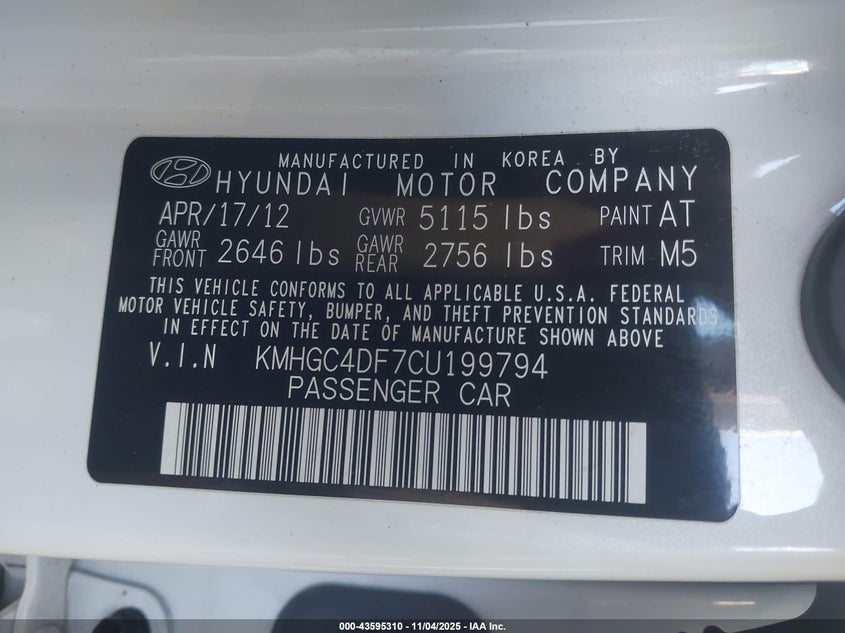 MANUFACTURED IN KOREA BY
HYUNDAI MOTOR COMPANY
APR/17/12 GVWR 5115 lbs PAINT AT
GAWR FRONT 2646 lbs GAWR REAR 2756 lbs TRIM M5
THIS VEHICLE CONFORMS TO ALL APPLICABLE U.S.A. FEDERAL
MOTOR VEHICLE SAFETY, BUMPER, AND THEFT PREVENTION STANDARDS
IN EFFECT ON THE DATE OF MANUFACTURE SHOWN ABOVE
V.I.N KMHGC4DF7CU199794
PASSENGER CAR
000-43595310 - 11/04/2025 - IAA Inc.